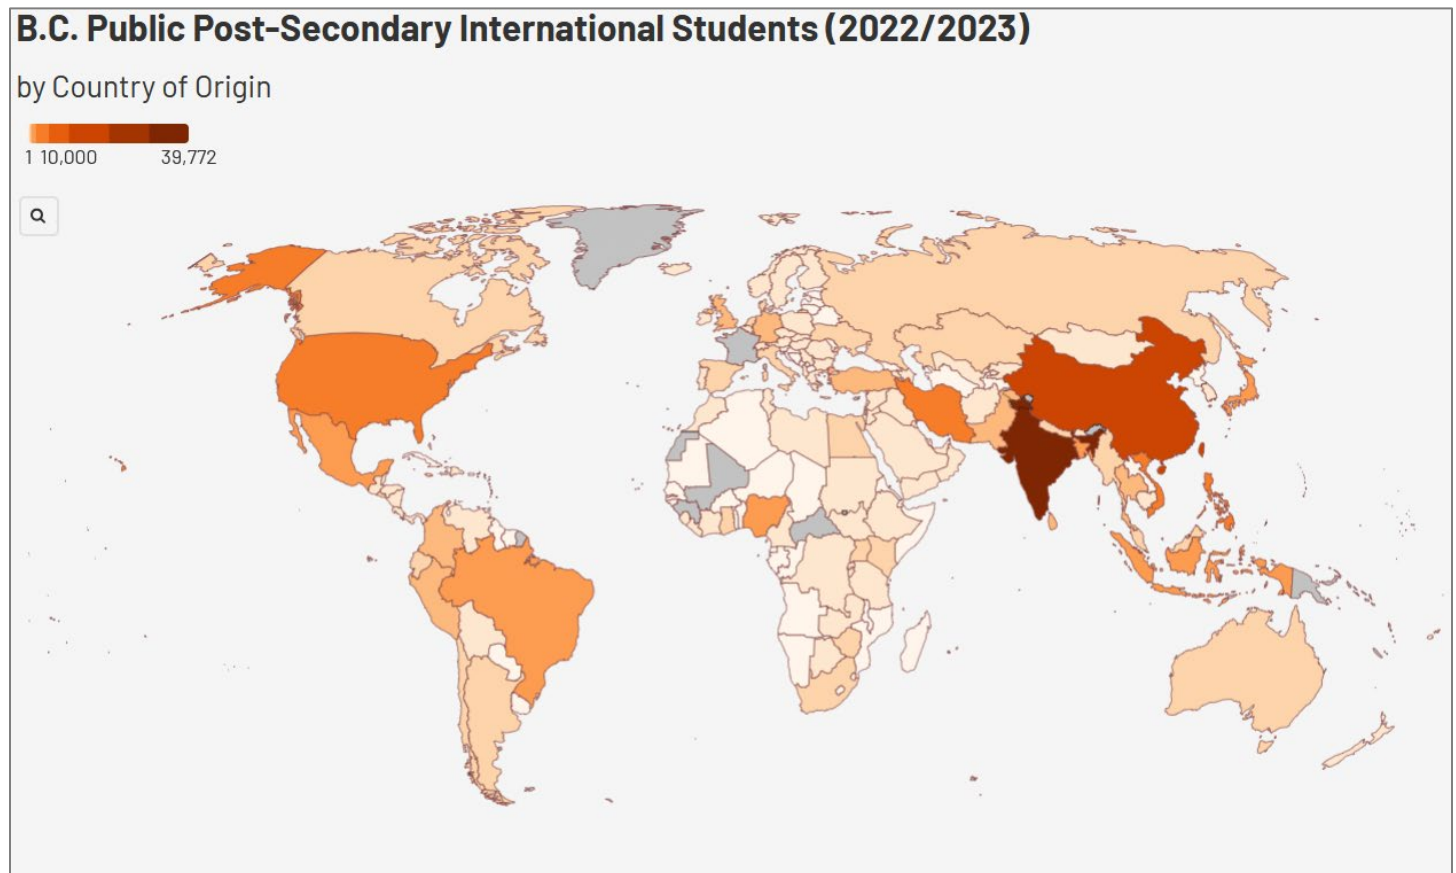 B.C. Public Post-Secondary International Students (2022/2023)
by Country of Origin
1 10,000 39,772